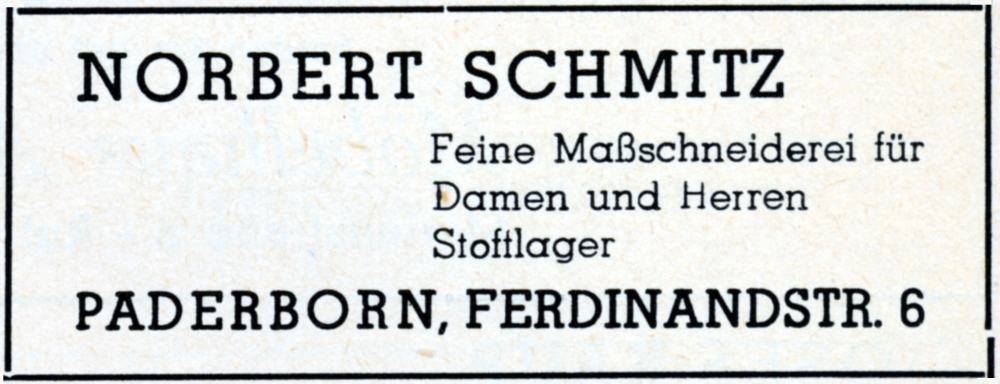 NORBERT SCHMITZ
Feine Maßschneiderei für
Damen und Herren
Stofflager
PADERBORN, FERDINANDSTR. 6